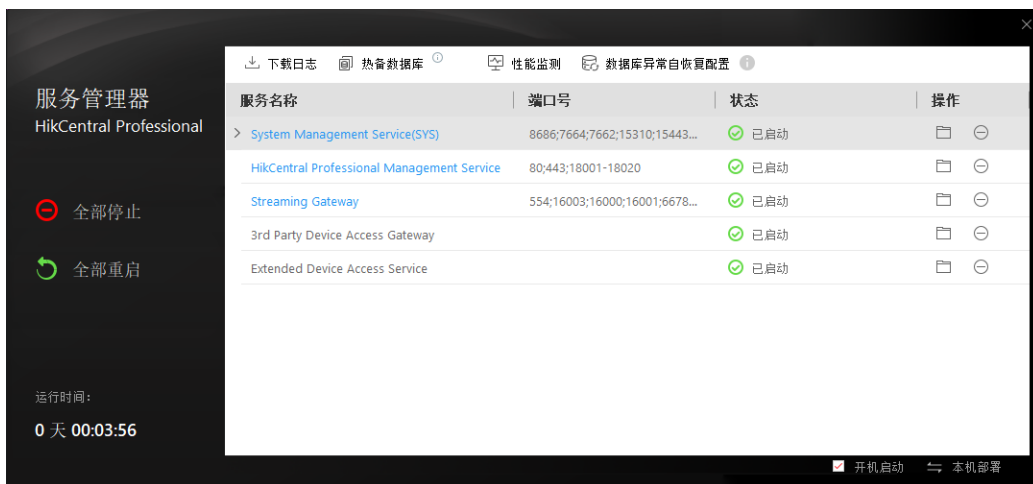 下载日志 热备数据库 性能监测 数据库异常自恢复配置
服务管理器
HikCentral Professional
全部停止
全部重启
运行时间:
0 天 00:03:56
服务名称 端口号 状态 操作
System Management Service(SYS) 8686;7664;7662;15310;15443... 已启动
HikCentral Professional Management Service 80;443;18001-18020 已启动
Streaming Gateway 554;16003;16000;16001;6678... 已启动
3rd Party Device Access Gateway 已启动
Extended Device Access Service 已启动
开机启动 本机部署